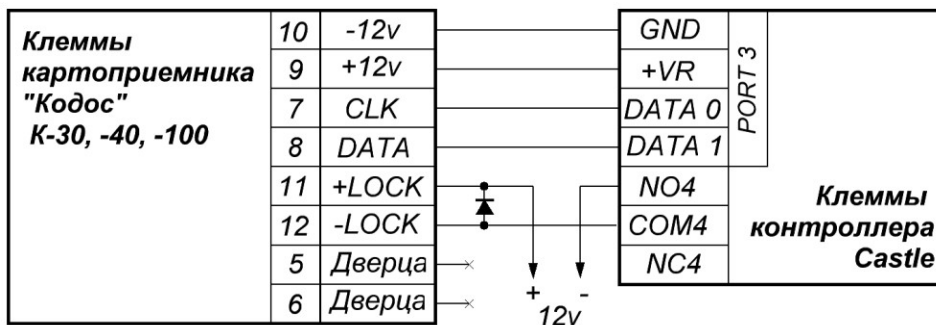 Клеммы
картоприемника
"Кодос"
К-30, -40, -100
10 -12v
9 +12v
7 CLK
8 DATA
11 +LOCK
12 -LOCK
5 Дверца
6 Дверца
+ -
12v
GND
+VR
DATA 0
DATA 1
NO4
COM4
NC4
PORT 3
Клеммы
контроллера
Castle